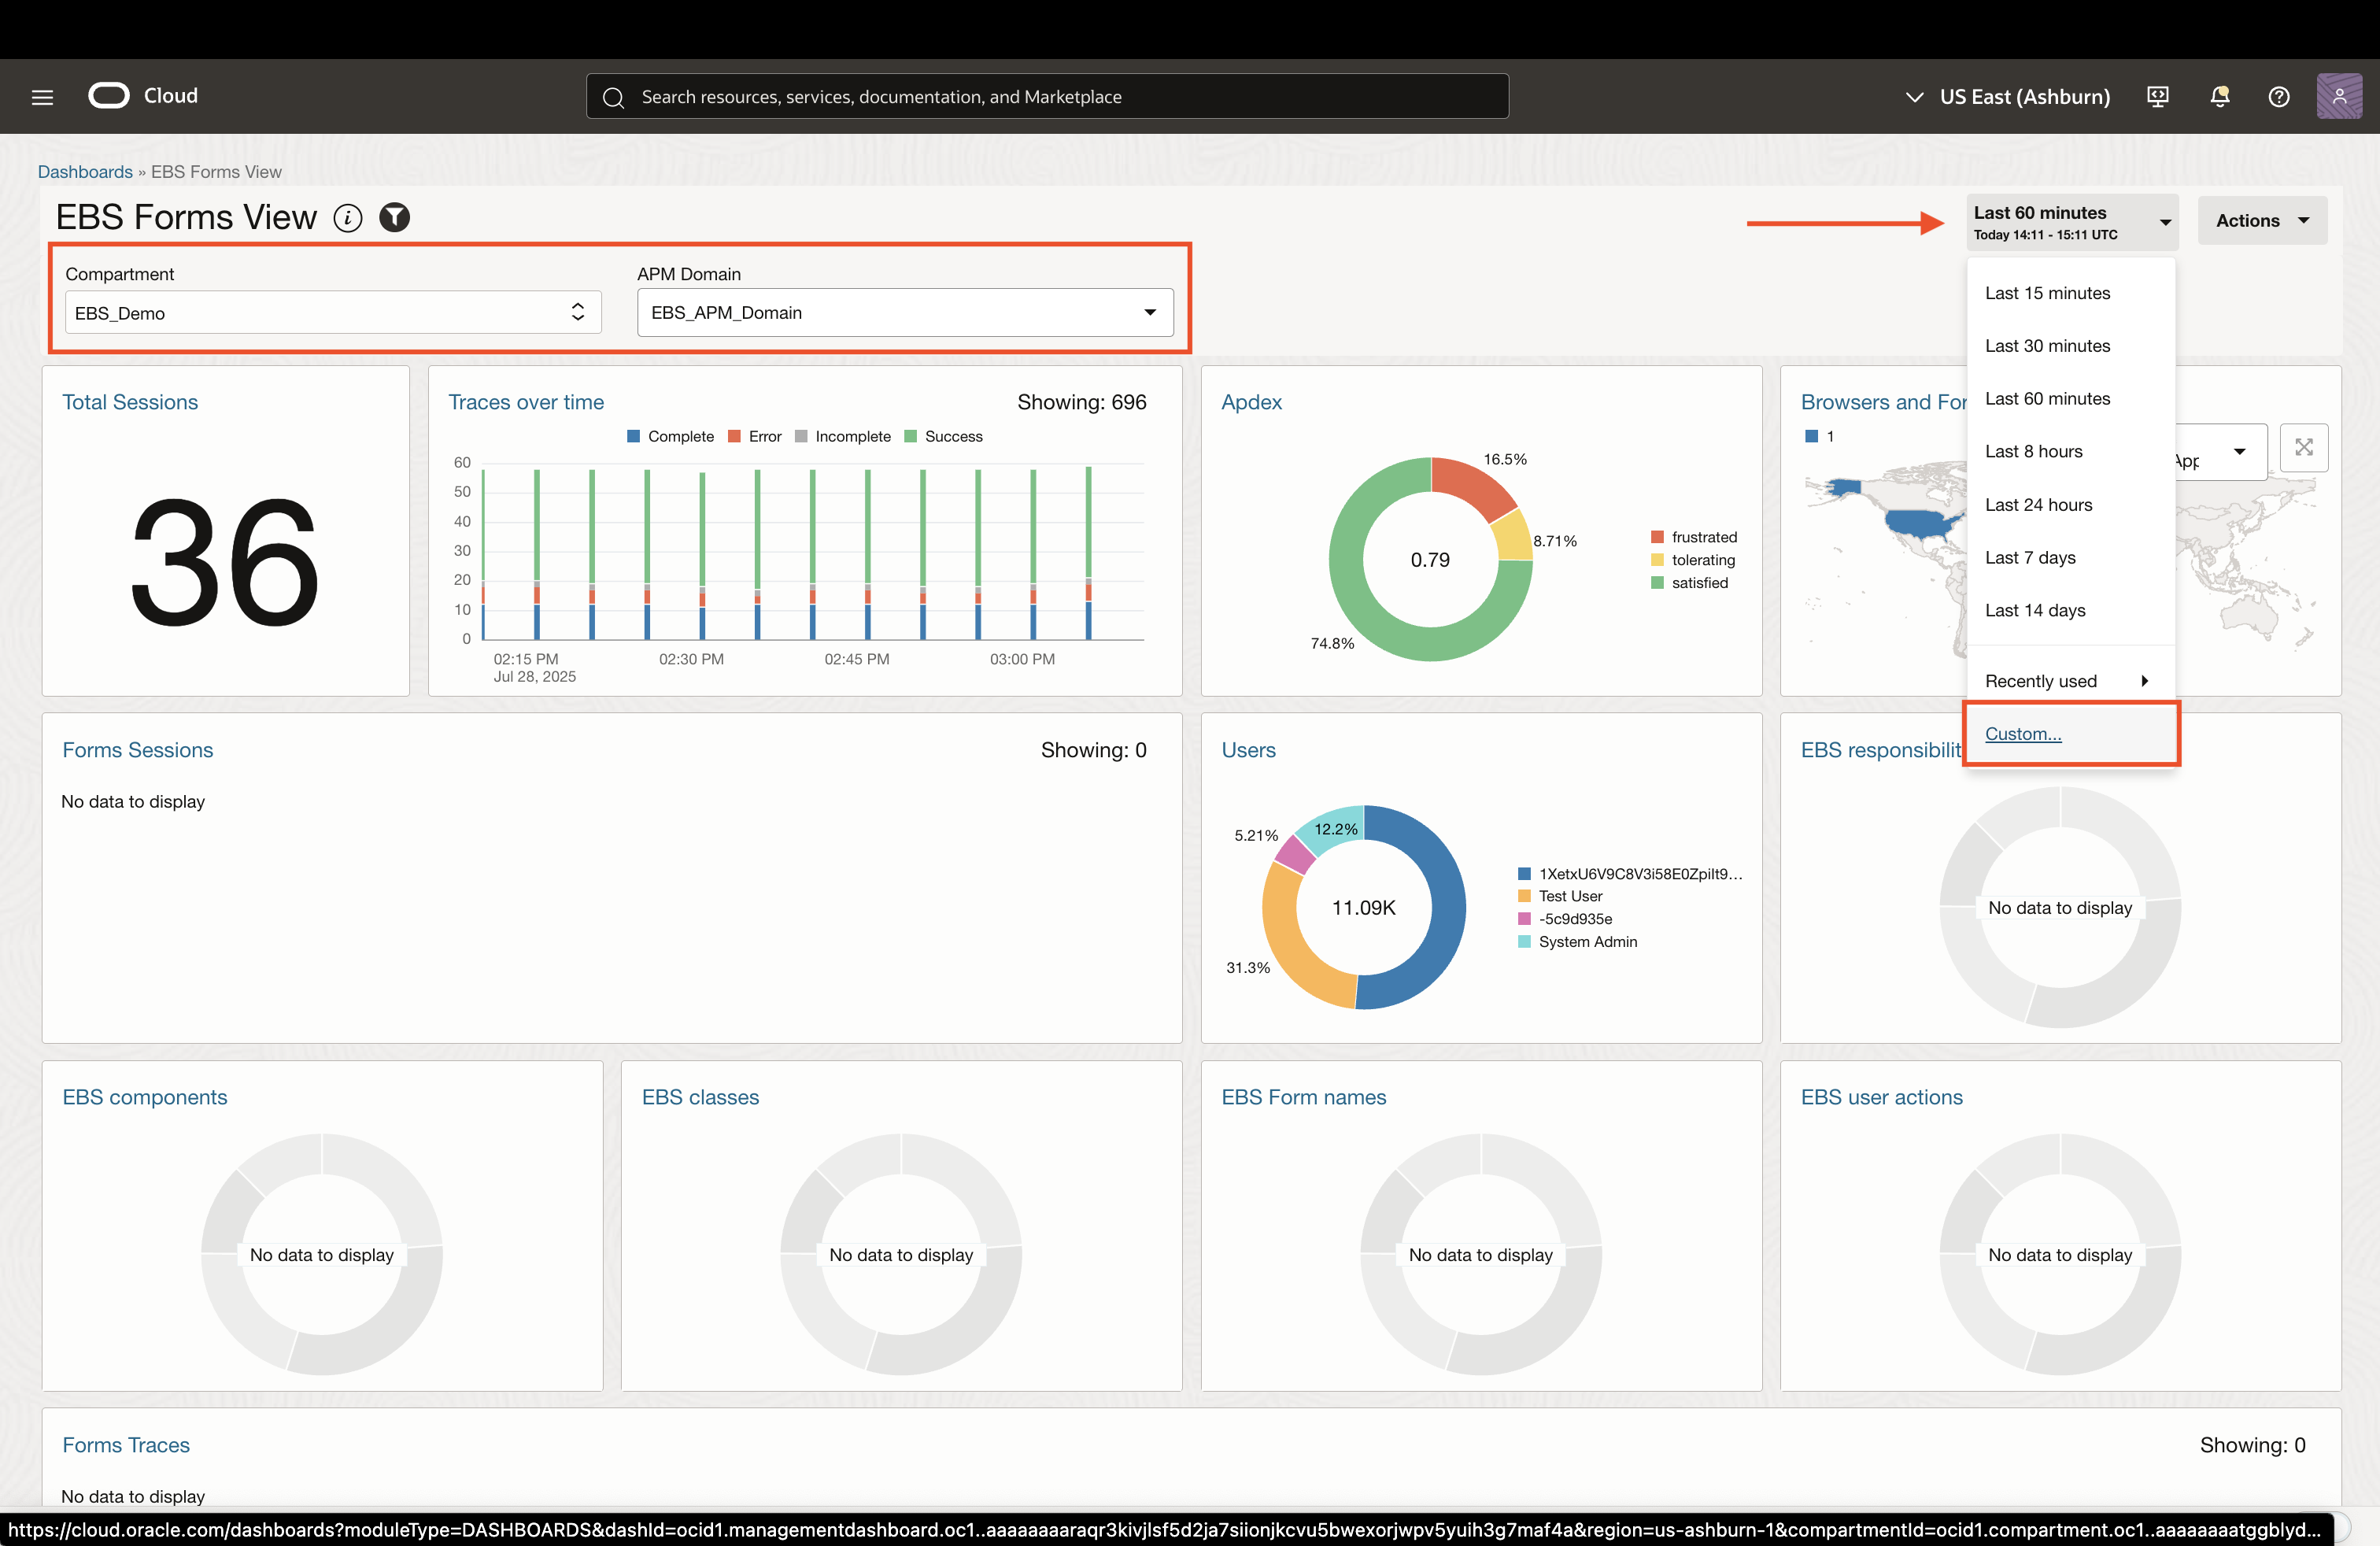 Cloud
Search resources, services, documentation, and Marketplace
US East (Ashburn)
Dashboards » EBS Forms View
EBS Forms View
Last 60 minutes
Today 14:11 - 15:11 UTC
Actions
Compartment
APM Domain
EBS_Demo
EBS_APM_Domain
Last 15 minutes
Last 30 minutes
Last 60 minutes
Last 8 hours
Last 24 hours
Last 7 days
Last 14 days
Recently used
Custom...
Total Sessions
36
Traces over time
Showing: 696
Complete Error Incomplete Success
60
50
40
30
20
10
0
02:15 PM
Jul 28, 2025
02:30 PM
02:45 PM
03:00 PM
Apdex
16.5%
8.71%
74.8%
0.79
frustrated
tolerating
satisfied
Browsers and For
1
App
Forms Sessions
Showing: 0
No data to display
Users
12.2%
5.21%
31.3%
11.09K
1XetxU6V9C8V3i58E0ZpiIt9...
Test User
-5c9d935e
System Admin
EBS responsibilit
No data to display
EBS components
No data to display
EBS classes
No data to display
EBS Form names
No data to display
EBS user actions
No data to display
Forms Traces
Showing: 0
No data to display
https://cloud.oracle.com/dashboards?moduleType=DASHBOARDS&dashId=ocid1.managementdashboard.oc1..aaaaaaaaraqr3kivjlsf5d2ja7siionjkcvu5bwexorjwpv5yuih3g7maf4a&region=us-ashburn-1&compartmentId=ocid1.compartment.oc1..aaaaaaaatggblyd...